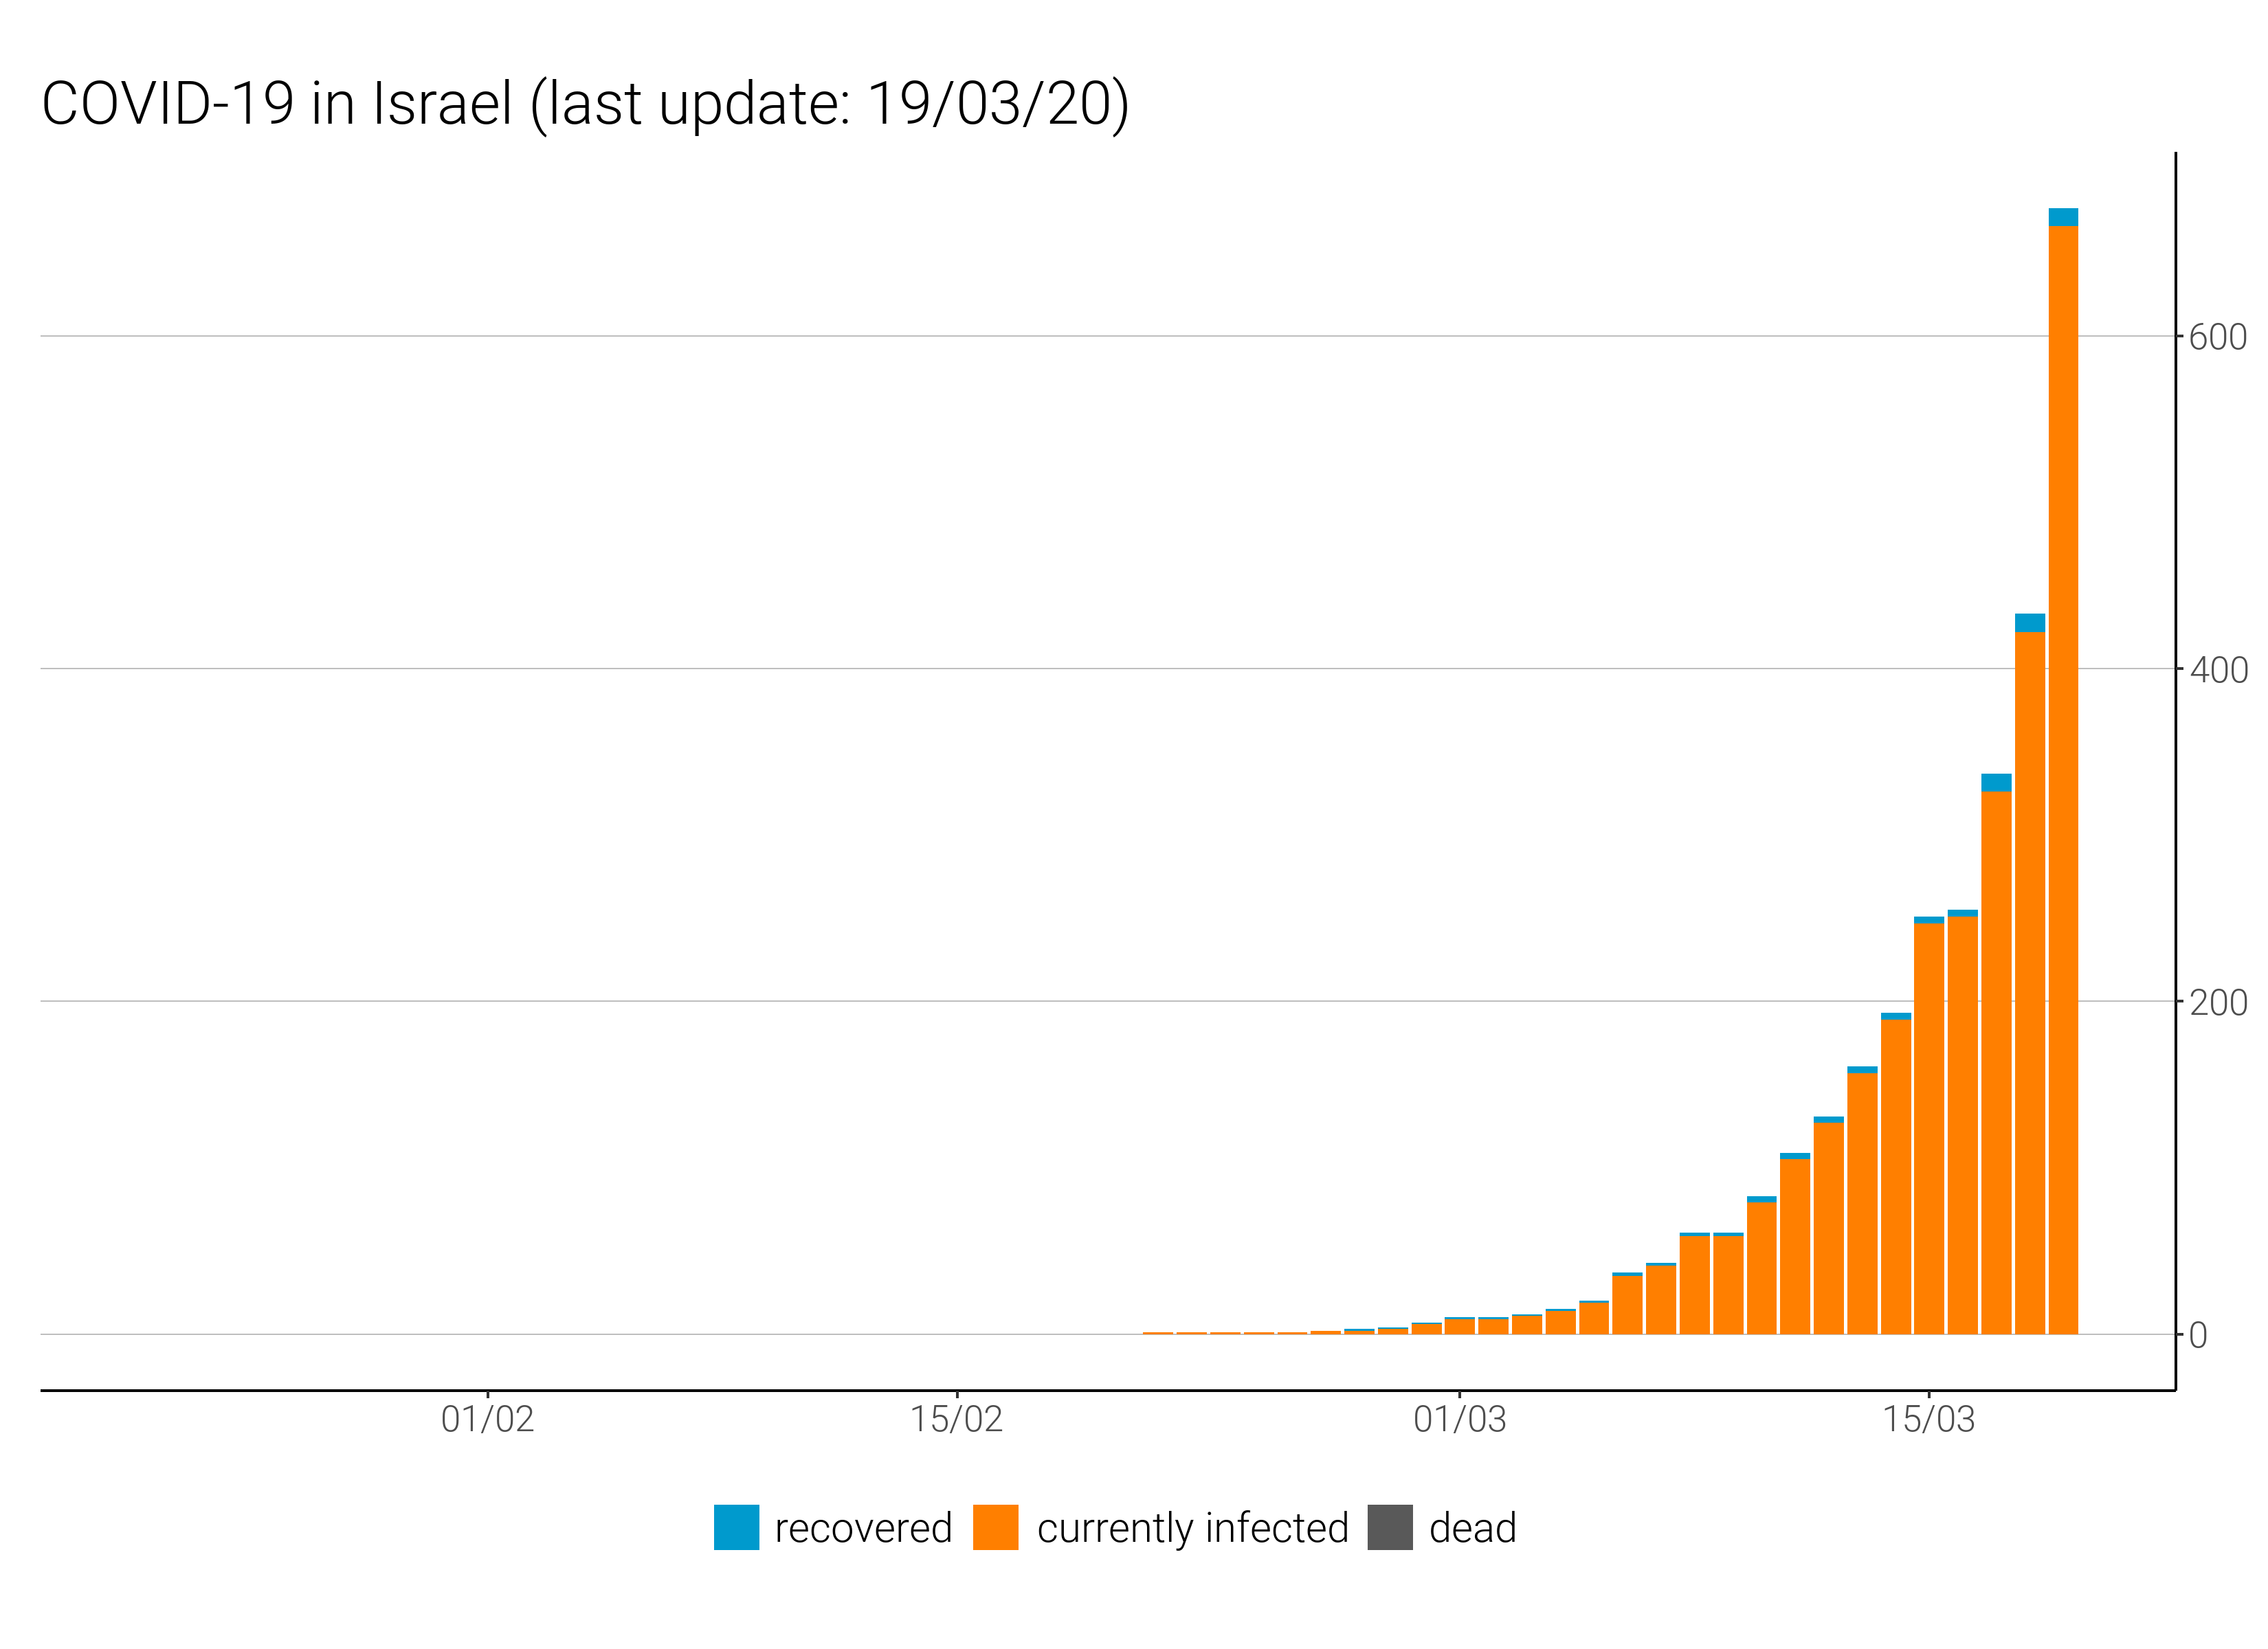 COVID-19 in Israel (last update: 19/03/20)
600
400
200
0
01/02 15/02 01/03 15/03
recovered currently infected dead